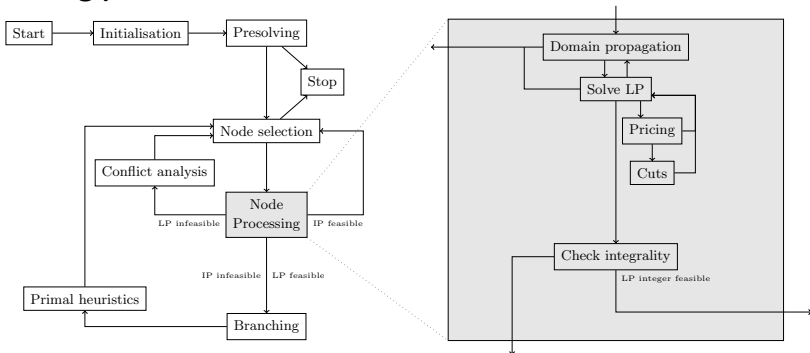 Start
Initialisation
Presolving
Stop
Node selection
Conflict analysis
Node
Processing
LP infeasible
IP feasible
IP infeasible
LP feasible
Primal heuristics
Branching
Domain propagation
Solve LP
Pricing
Cuts
Check integrality
LP integer feasible